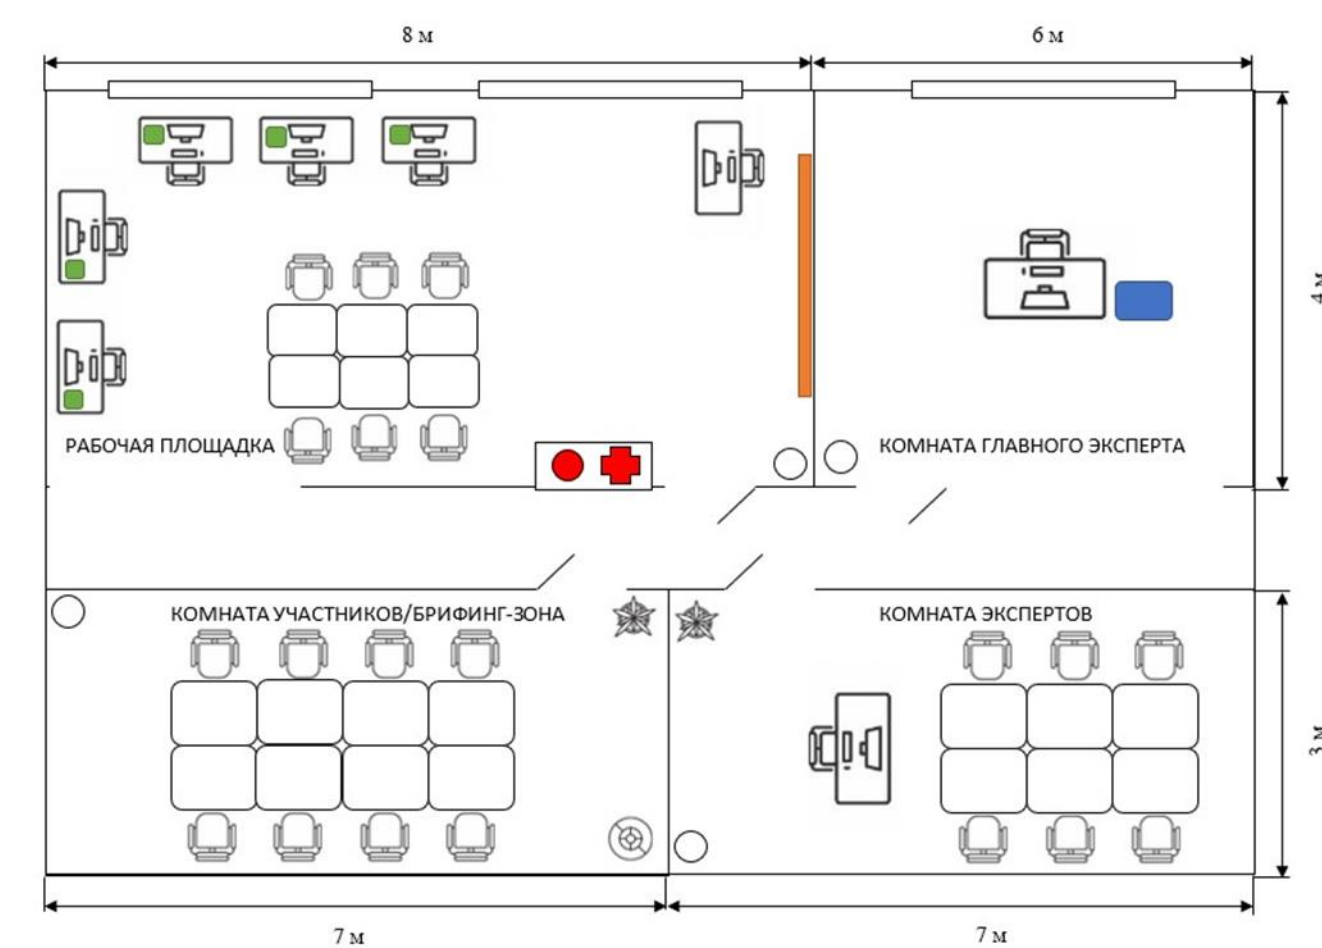 8 м
6 м
4 м
РАБОЧАЯ ПЛОЩАДКА
КОМНАТА ГЛАВНОГО ЭКСПЕРТА
КОМНАТА УЧАСТНИКОВ/БРИФИНГ-ЗОНА
КОМНАТА ЭКСПЕРТОВ
3 м
7 м
7 м